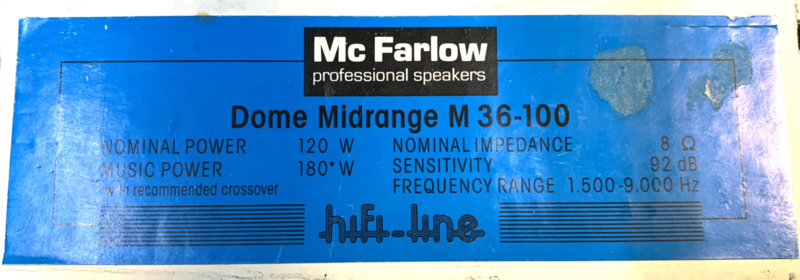 Mc Farlow
professional speakers
Dome Midrange M 36-100
NOMINAL POWER 120 W NOMINAL IMPEDANCE 8 Ω
MUSIC POWER 180* W SENSITIVITY 92 dB
*with recommended crossover FREQUENCY RANGE 1.500-9.000 Hz
hifi-line